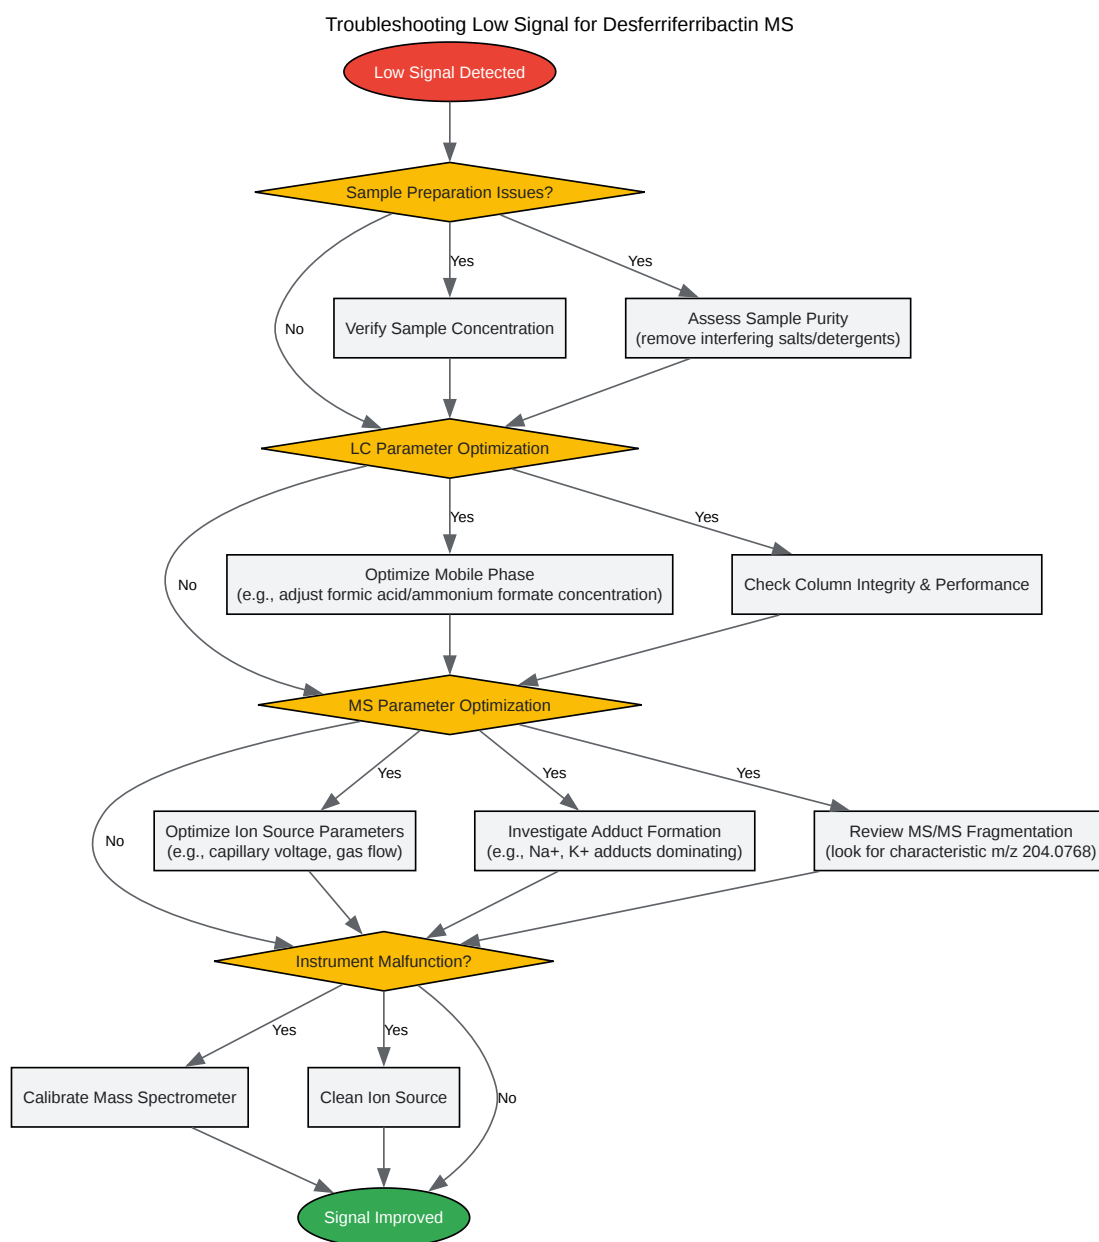 Troubleshooting Low Signal for Desferriferribactin MS
Low Signal Detected
Sample Preparation Issues?
Yes
Yes
No
Verify Sample Concentration
Assess Sample Purity
(remove interfering salts/detergents)
LC Parameter Optimization
Yes
Yes
No
Optimize Mobile Phase
(e.g., adjust formic acid/ammonium formate concentration)
Check Column Integrity & Performance
MS Parameter Optimization
Yes
Yes
Yes
No
Optimize Ion Source Parameters
(e.g., capillary voltage, gas flow)
Investigate Adduct Formation
(e.g., Na+, K+ adducts dominating)
Review MS/MS Fragmentation
(look for characteristic m/z 204.0768)
Instrument Malfunction?
Yes
Yes
No
Calibrate Mass Spectrometer
Clean Ion Source
Signal Improved